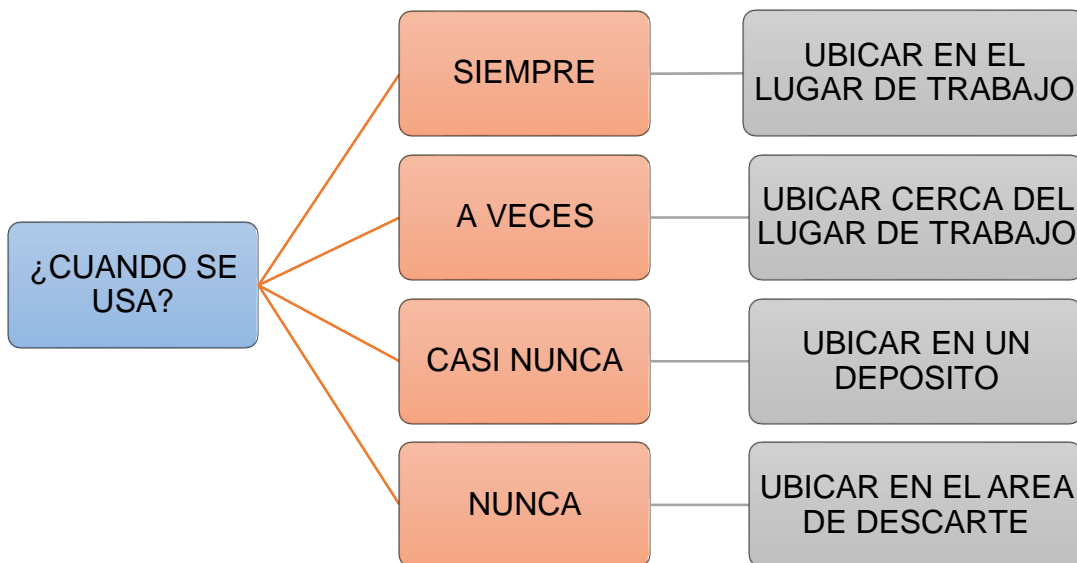 ¿CUANDO SE
USA?
SIEMPRE
UBICAR EN EL
LUGAR DE TRABAJO
A VECES
UBICAR CERCA DEL
LUGAR DE TRABAJO
CASI NUNCA
UBICAR EN UN
DEPOSITO
NUNCA
UBICAR EN EL AREA
DE DESCARTE